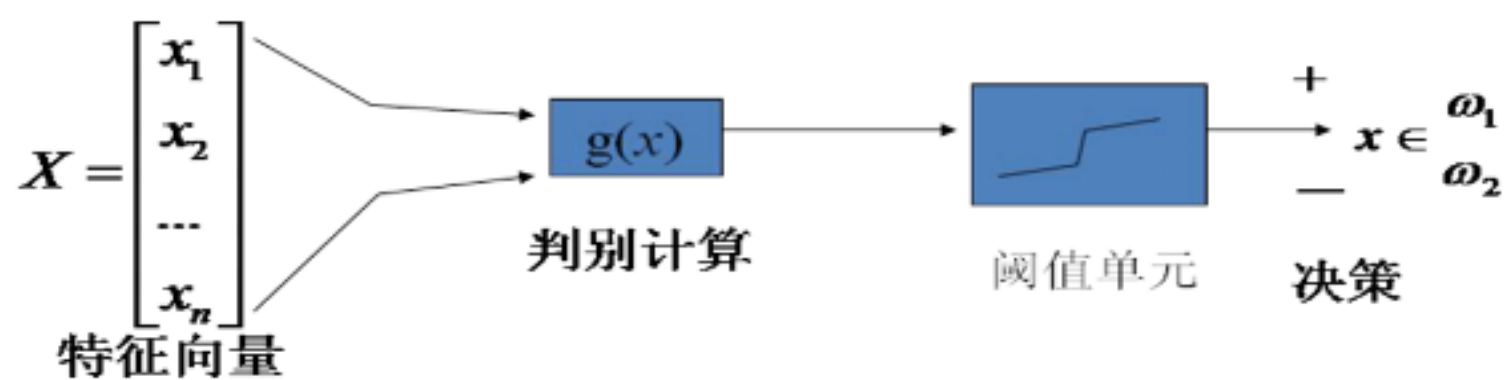 X = [x₁ x₂ ... xₙ]
特征向量
g(x)
判别计算
阈值单元
+
x ∈ ω₁ ω₂
—
决策